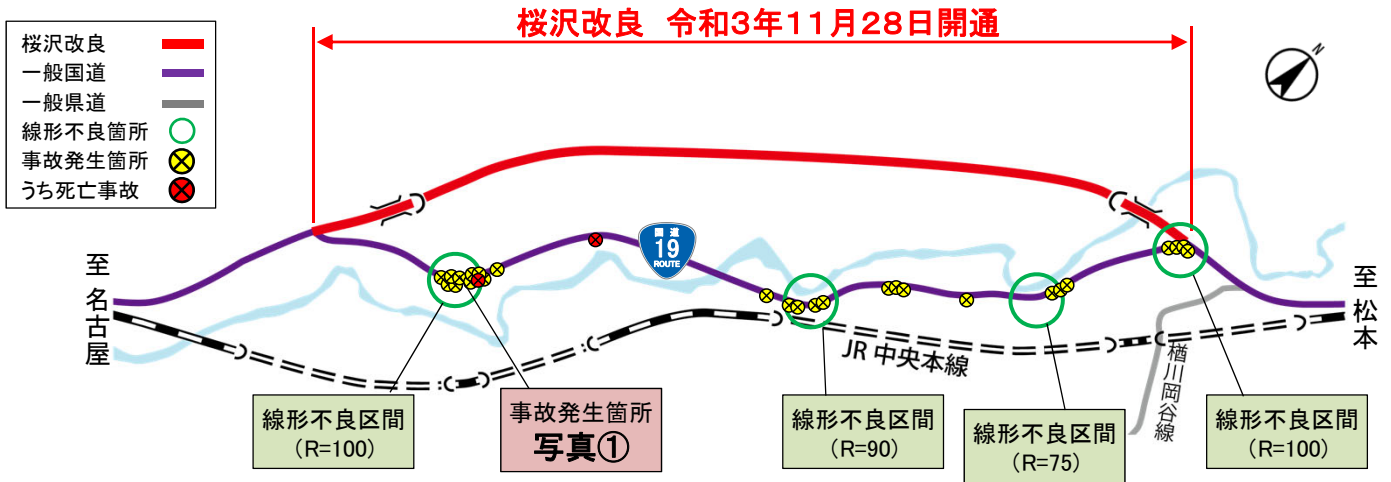 桜沢改良 令和3年11月28日開通
桜沢改良
一般国道
一般県道
線形不良箇所
事故発生箇所
うち死亡事故
N
国道
19
ROUTE
至名古屋
至松本
JR中央本線
楢川岡谷線
線形不良区間
(R=100)
事故発生箇所
写真①
線形不良区間
(R=90)
線形不良区間
(R=75)
線形不良区間
(R=100)